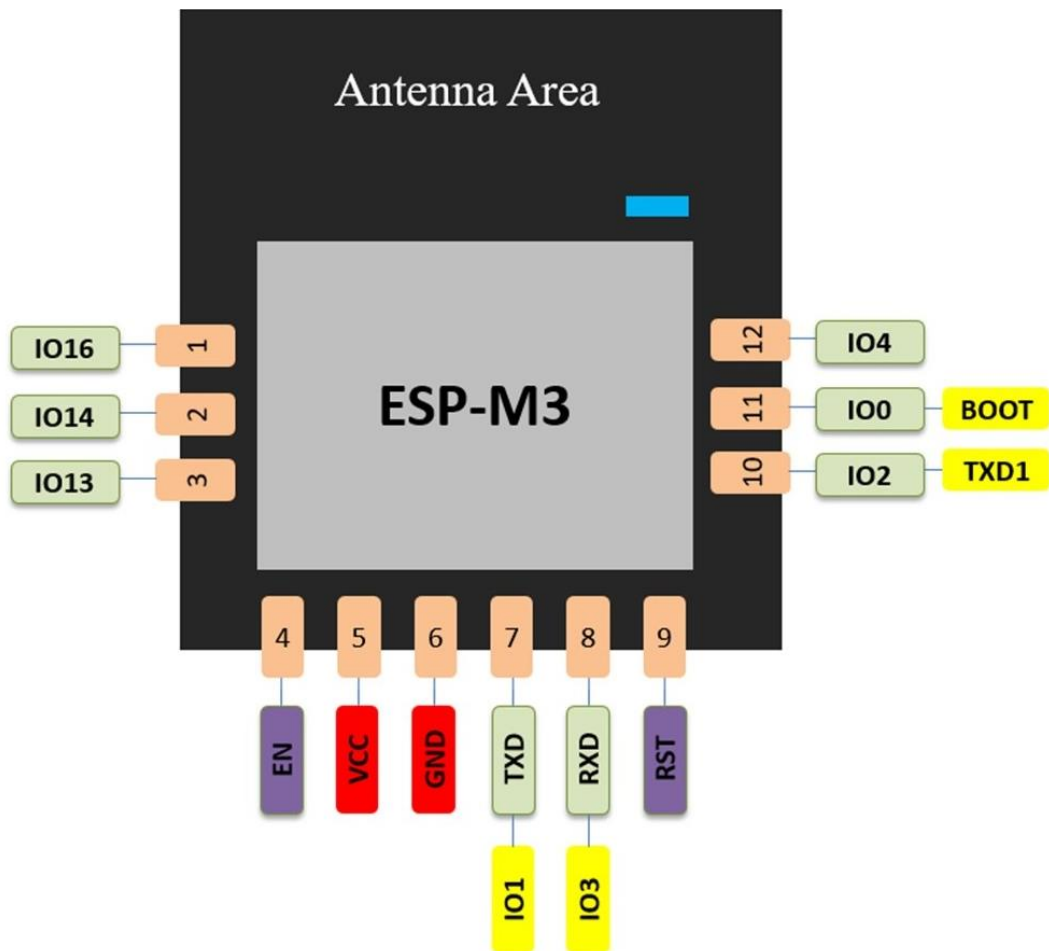 Antenna Area
ESP-M3
IO16 1
IO14 2
IO13 3
12 IO4
11 IO0 BOOT
10 IO2 TXD1
4 5 6 7 8 9
EN VCC GND TXD RXD RST
IO1 IO3